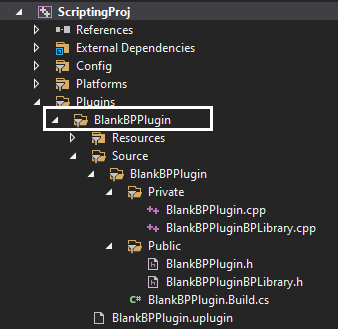 ScriptingProj
References
External Dependencies
Config
Platforms
Plugins
BlankBPPlugin
Resources
Source
BlankBPPlugin
Private
BlankBPPlugin.cpp
BlankBPPluginBPLibrary.cpp
Public
BlankBPPlugin.h
BlankBPPluginBPLibrary.h
BlankBPPlugin.Build.cs
BlankBPPlugin.uplugin